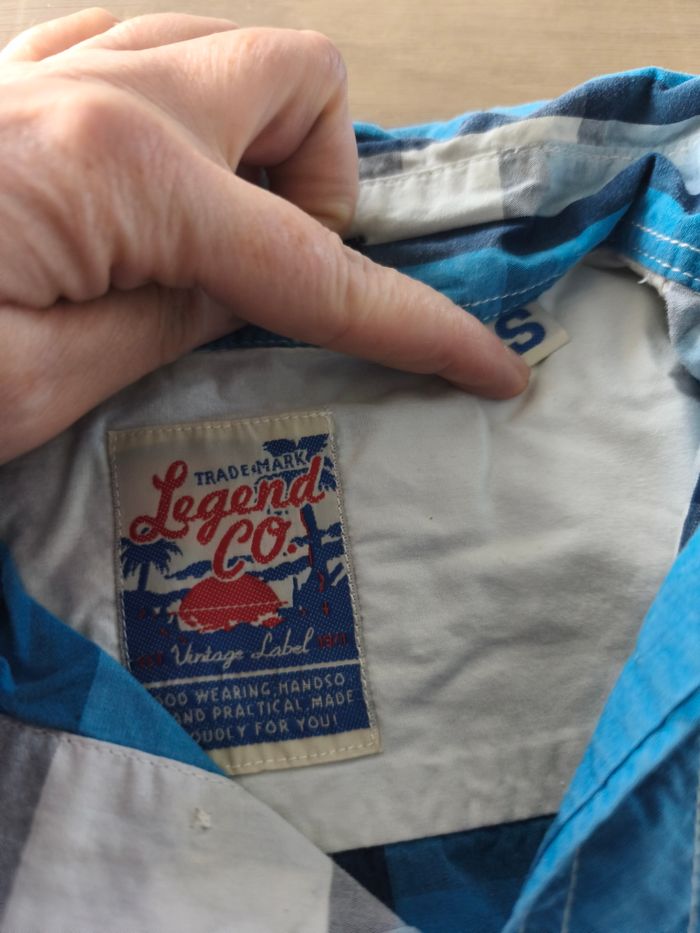 S
TRADE MARK
Legend
CO.
Vintage Label
OOD WEARING, HANDSO
AND PRACTICAL, MADE
OUDLY FOR YOU!